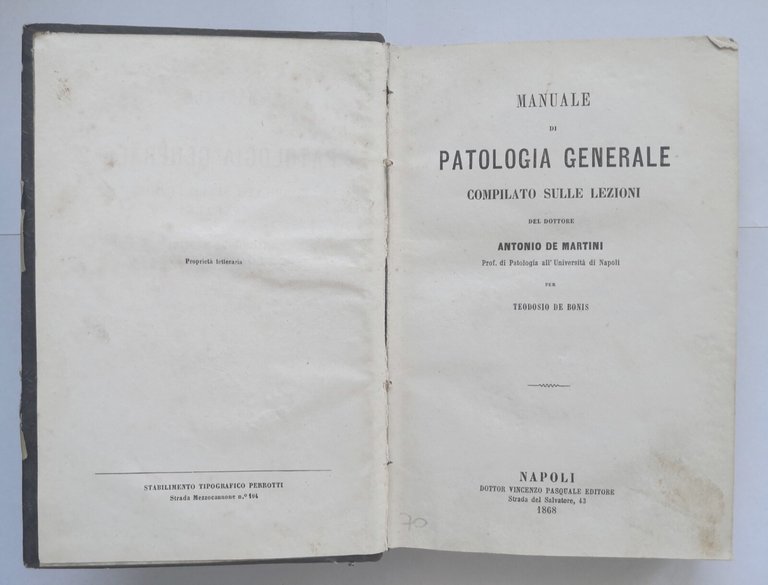 Proprietà letteraria
STABILIMENTO TIPOGRAFICO PERROTTI
Strada Mezzocannone n.º 104
MANUALE
DI
PATOLOGIA GENERALE
COMPILATO SULLE LEZIONI
DEL DOTTORE
ANTONIO DE MARTINI
Prof. di Patologia all' Università di Napoli
PER
TEODOSIO DE BONIS
NAPOLI
DOTTOR VINCENZO PASQUALE EDITORE
Strada del Salvatore, 43
1868
70